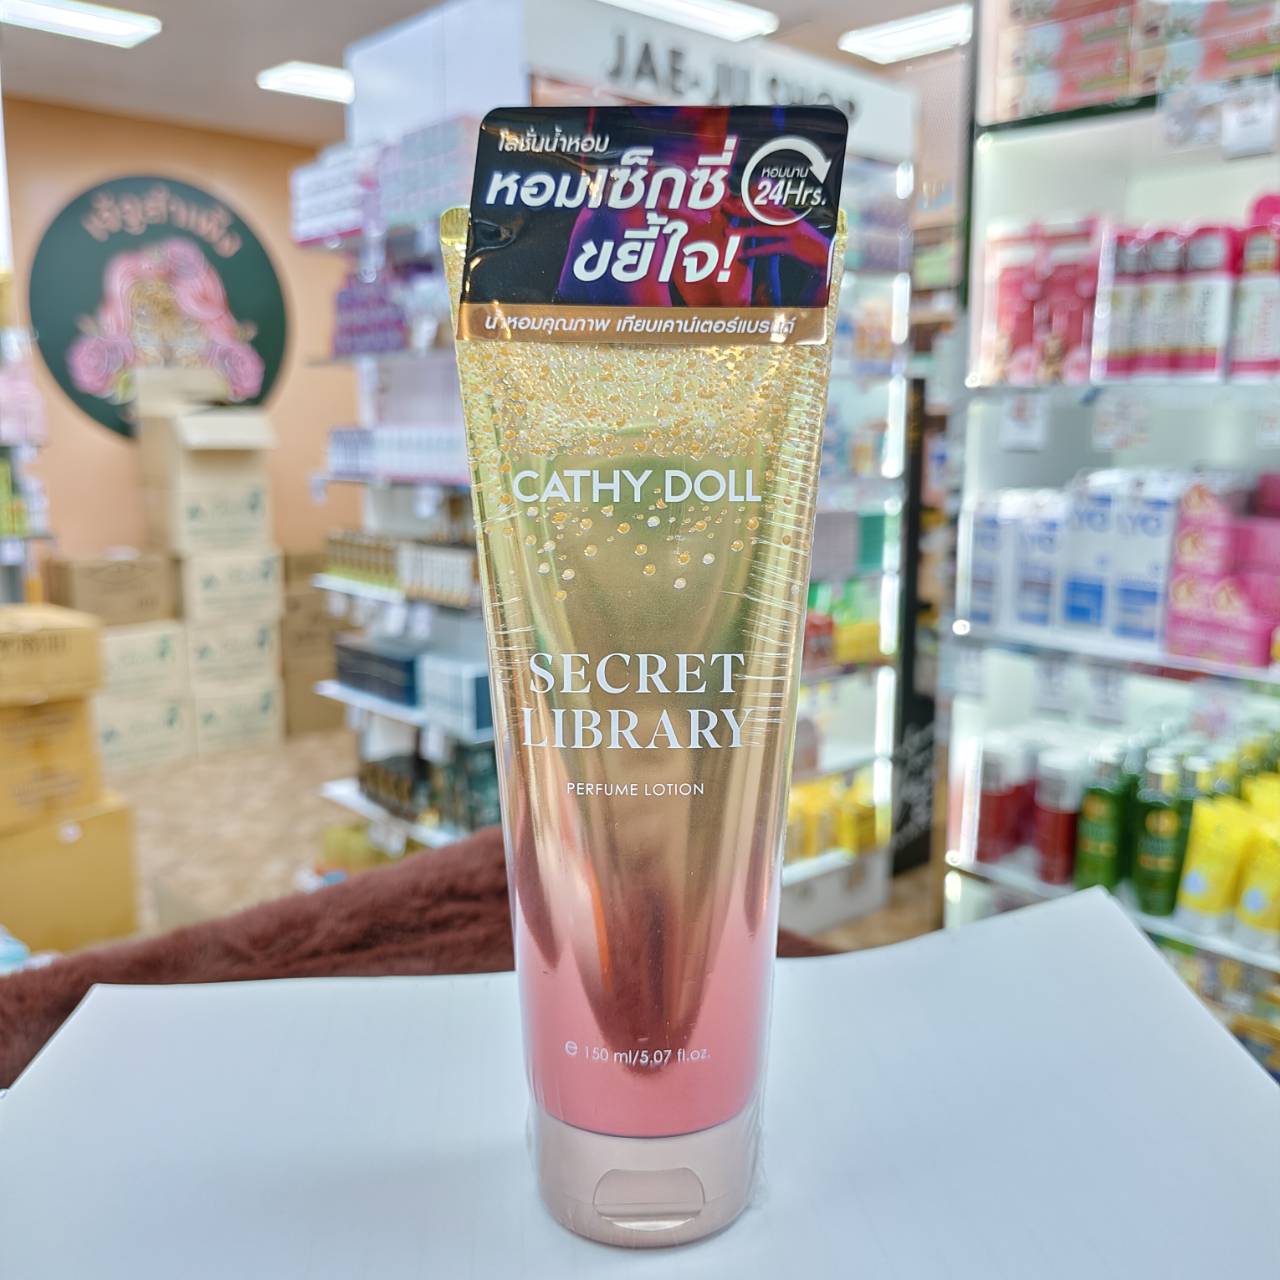 JAE-JU SHOP
โลชั่นน้ำหอม
หอมเซ็กซี่
ขยี้ใจ!
หอมนาน
24Hrs.
น้ำหอมคุณภาพ เทียบเคาน์เตอร์แบรนด์
CATHY DOLL
SECRET
LIBRARY
PERFUME LOTION
150 ml/5.07 fl.oz.